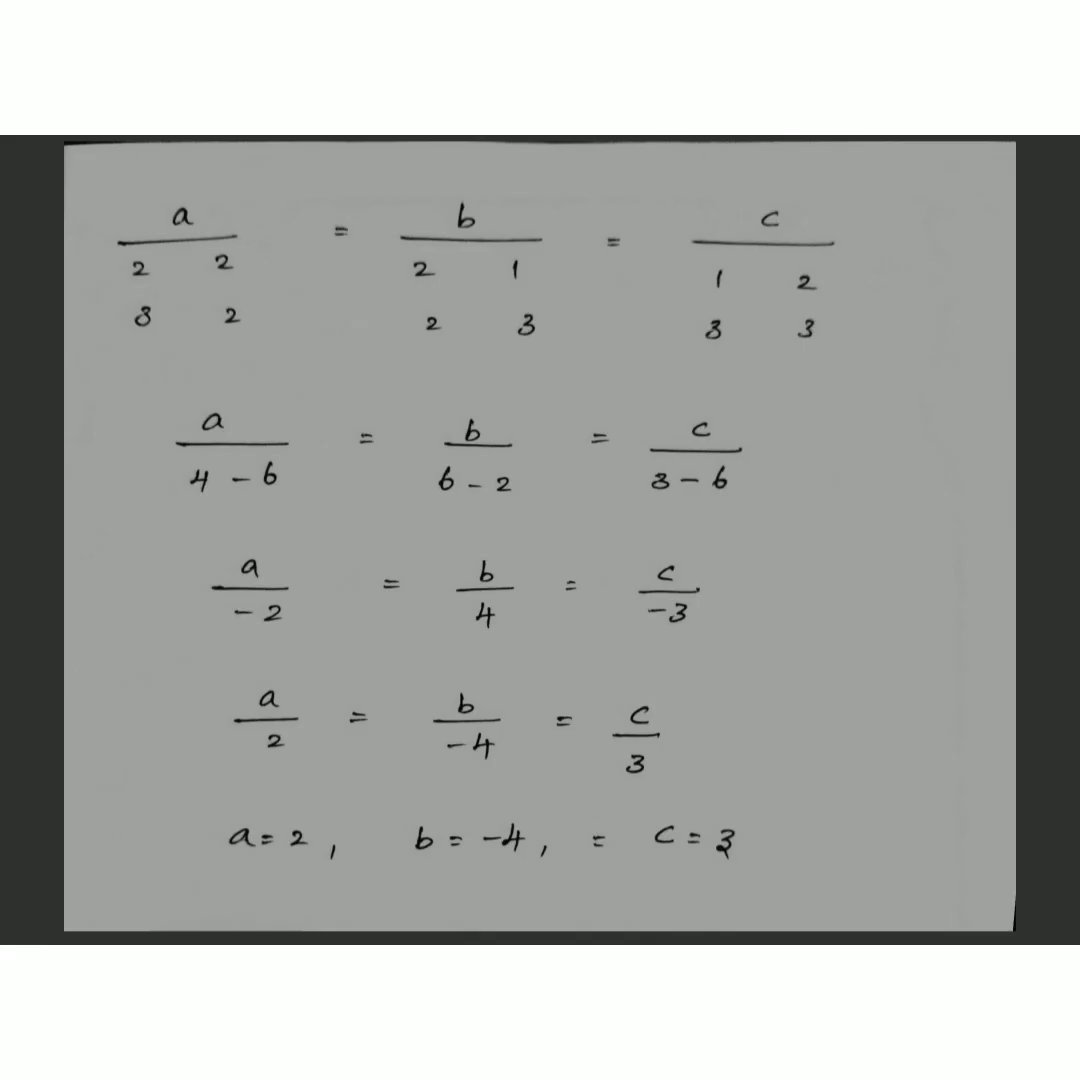 a = b = c
2 2 2 1 1 2
3 2 2 3 3 3
a = b = c
4 - 6 6 - 2 3 - 6
a = b = c
- 2 4 -3
a = b = c
2 -4 3
a = 2 , b = -4 , = c = 3